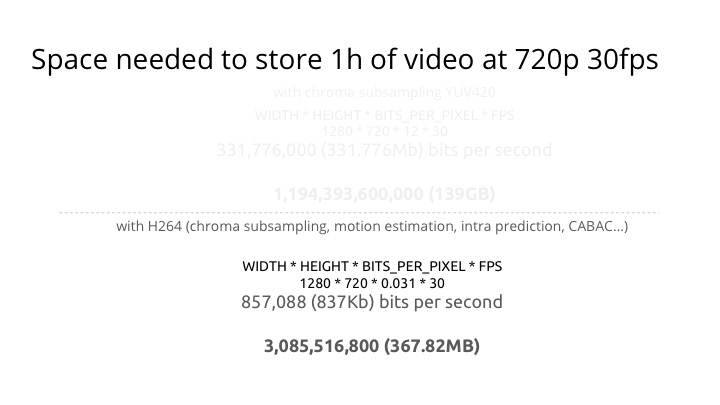 Space needed to store 1h of video at 720p 30fps
with chroma subsampling YUV420
WIDTH * HEIGHT * BITS_PER_PIXEL * FPS
1280 * 720 * 12 * 30
331,776,000 (331.776Mb) bits per second
1,194,393,600,000 (139GB)
with H264 (chroma subsampling, motion estimation, intra prediction, CABAC...)
WIDTH * HEIGHT * BITS_PER_PIXEL * FPS
1280 * 720 * 0.031 * 30
857,088 (837Kb) bits per second
3,085,516,800 (367.82MB)